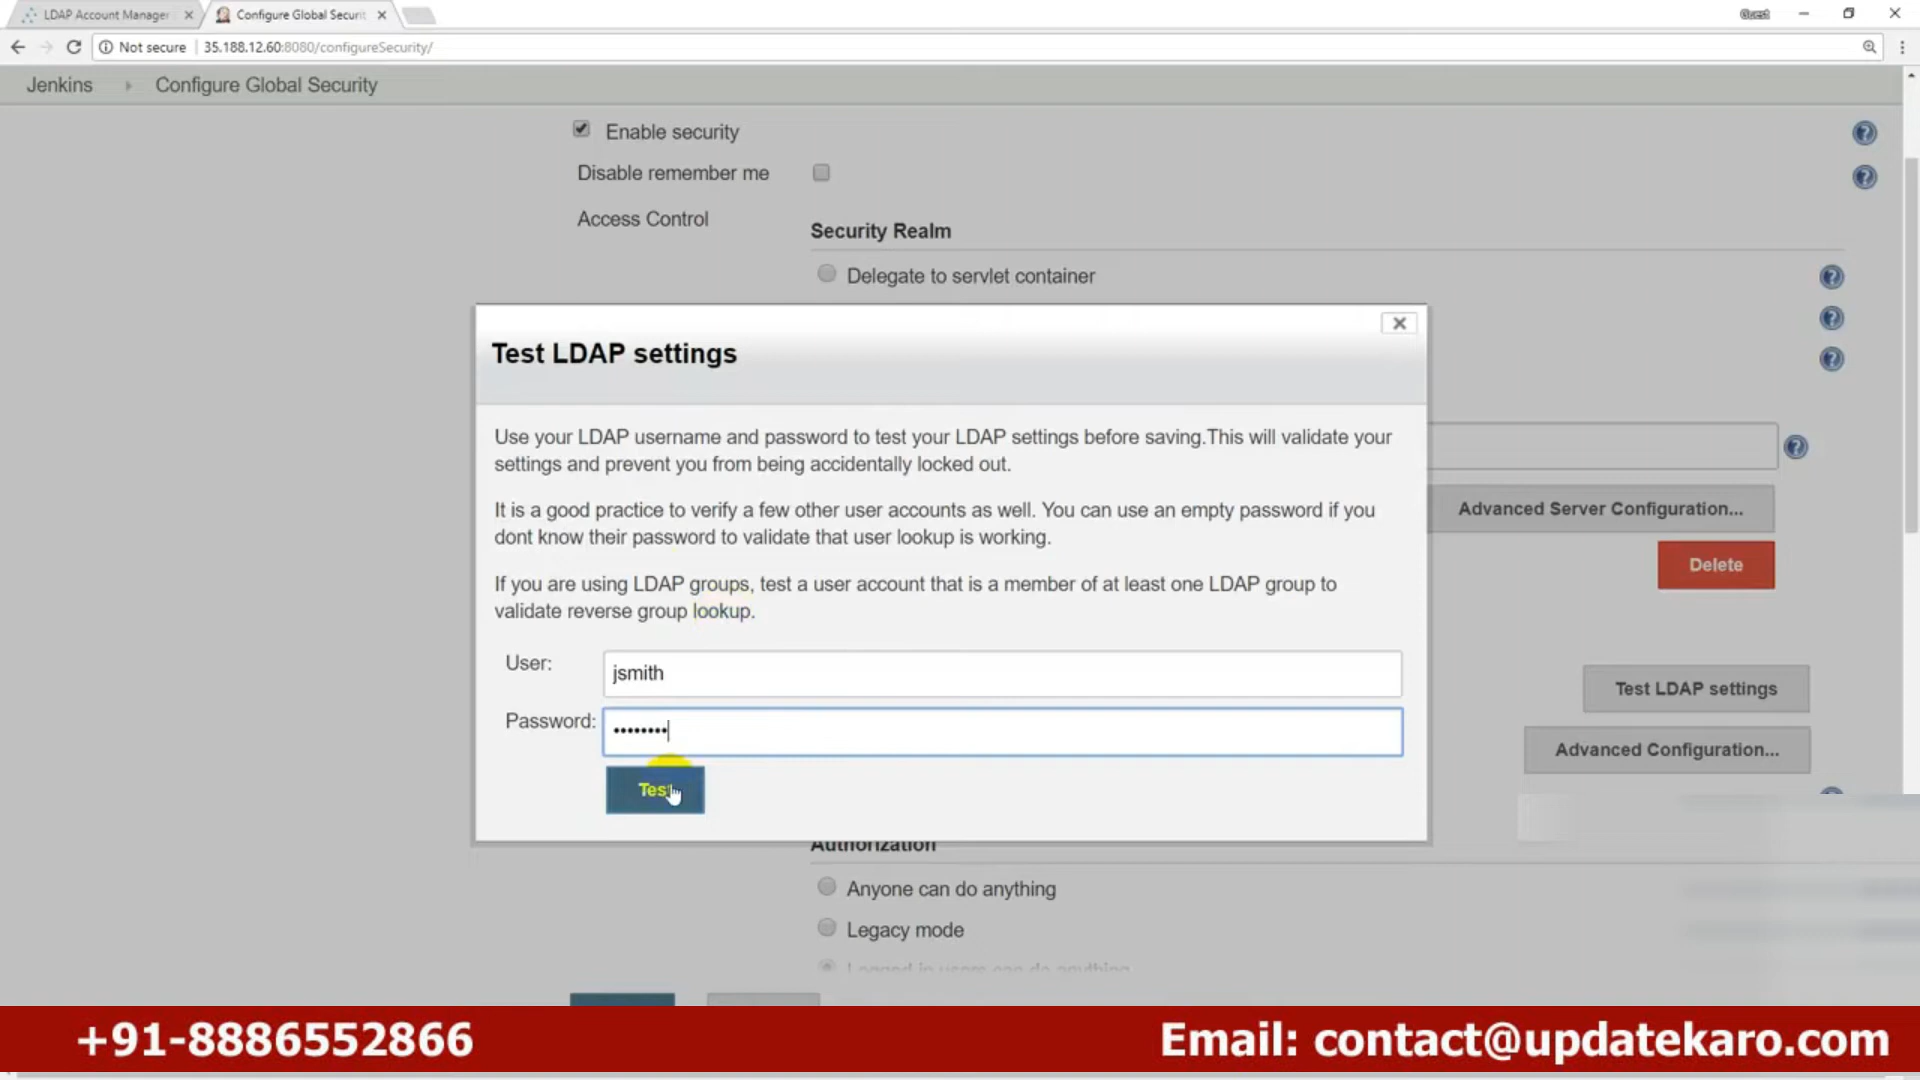 LDAP Account Manager
Configure Global Securit
Guest
Not secure
35.188.12.60:8080/configureSecurity/
Jenkins
Configure Global Security
Enable security
Disable remember me
Access Control
Security Realm
Delegate to servlet container
Test LDAP settings
Use your LDAP username and password to test your LDAP settings before saving.This will validate your
settings and prevent you from being accidentally locked out.
It is a good practice to verify a few other user accounts as well. You can use an empty password if you
dont know their password to validate that user lookup is working.
If you are using LDAP groups, test a user account that is a member of at least one LDAP group to
validate reverse group lookup.
User:
jsmith
Password:
••••••••
Test
Advanced Server Configuration...
Delete
Test LDAP settings
Advanced Configuration...
Authorization
Anyone can do anything
Legacy mode
Logged-in users can do anything
+91-8886552866
Email: contact@updatekaro.com